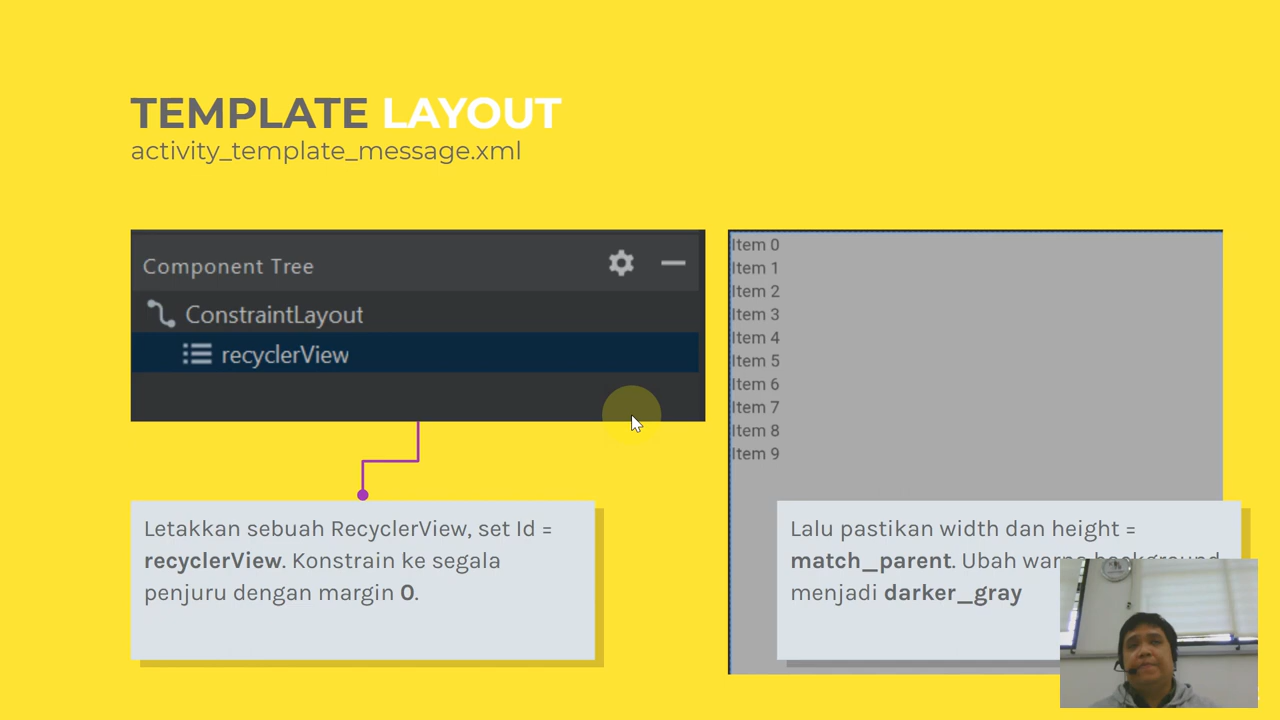 TEMPLATE LAYOUT
activity_template_message.xml
Component Tree
ConstraintLayout
recyclerView
Item 0
Item 1
Item 2
Item 3
Item 4
Item 5
Item 6
Item 7
Item 8
Item 9
Letakkan sebuah RecyclerView, set Id =
recyclerView. Konstrain ke segala
penjuru dengan margin 0.
Lalu pastikan width dan height =
match_parent. Ubah warna background
menjadi darker_gray